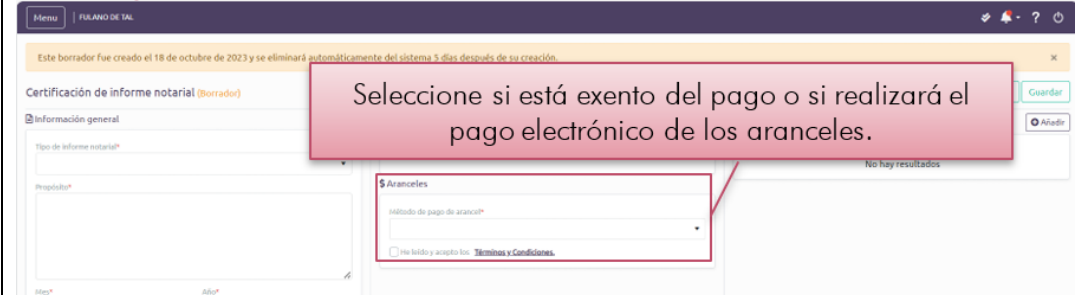 Menu | FULANO DE TAL
Este borrador fue creado el 18 de octubre de 2023 y se eliminará automáticamente del sistema 5 días después de su creación.
Certificación de informe notarial (Borrador)
Guardar
Seleccione si está exento del pago o si realizará el
pago electrónico de los aranceles.
Información general
Añadir
Tipo de informe notarial*
No hay resultados
Propósito*
$ Aranceles
Método de pago de arancel*
He leído y acepto los Términos y Condiciones.
Mes*
Año*